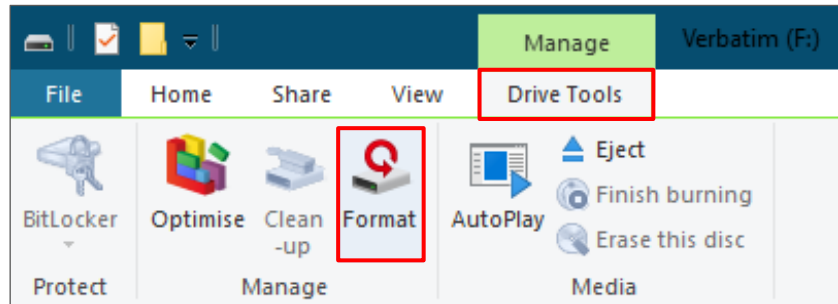 Manage Verbatim (F:)
File Home Share View Drive Tools
BitLocker
Optimise
Clean
-up
Format
AutoPlay
Eject
Finish burning
Erase this disc
Protect Manage Media